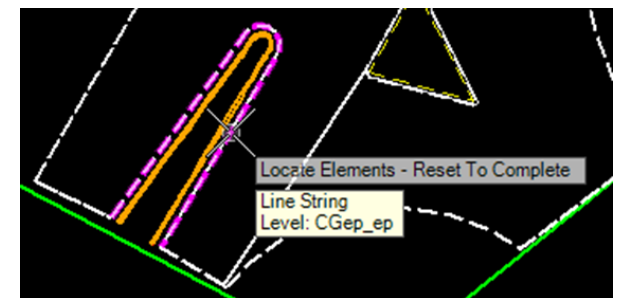 Locate Elements - Reset To Complete
Line String
Level: CGep_ep